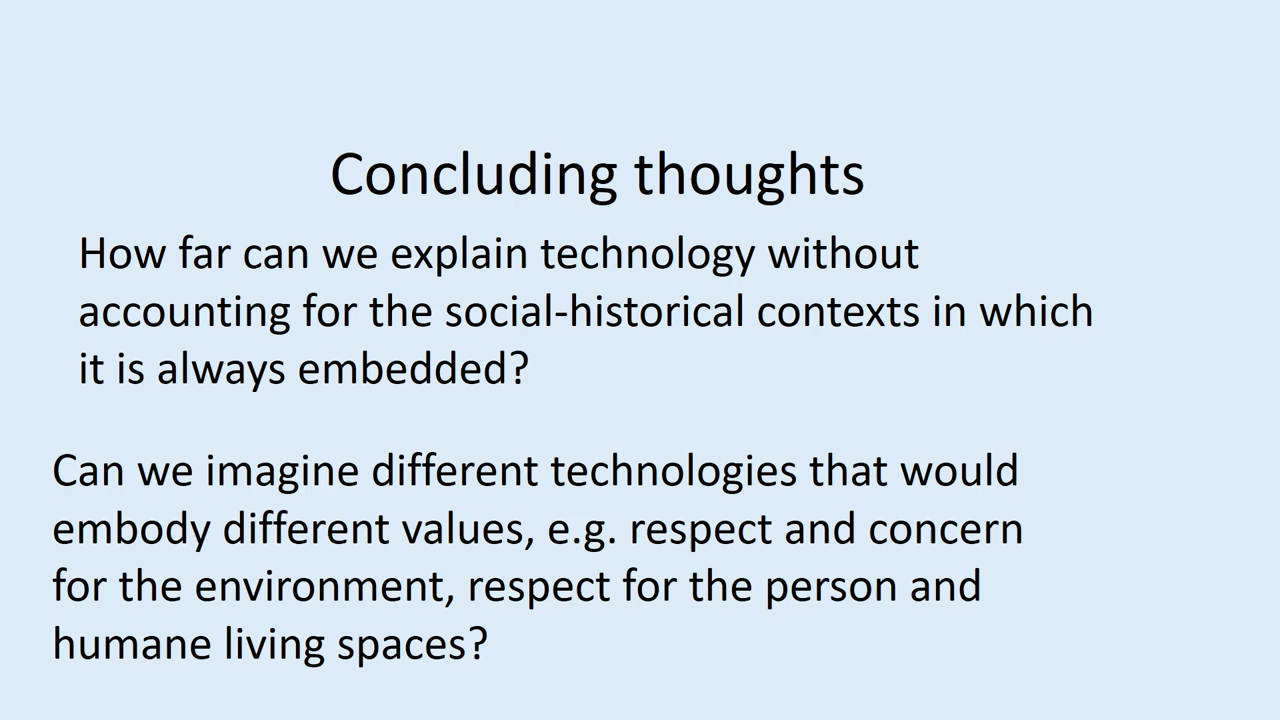 Concluding thoughts
How far can we explain technology without
accounting for the social-historical contexts in which
it is always embedded?
Can we imagine different technologies that would
embody different values, e.g. respect and concern
for the environment, respect for the person and
humane living spaces?